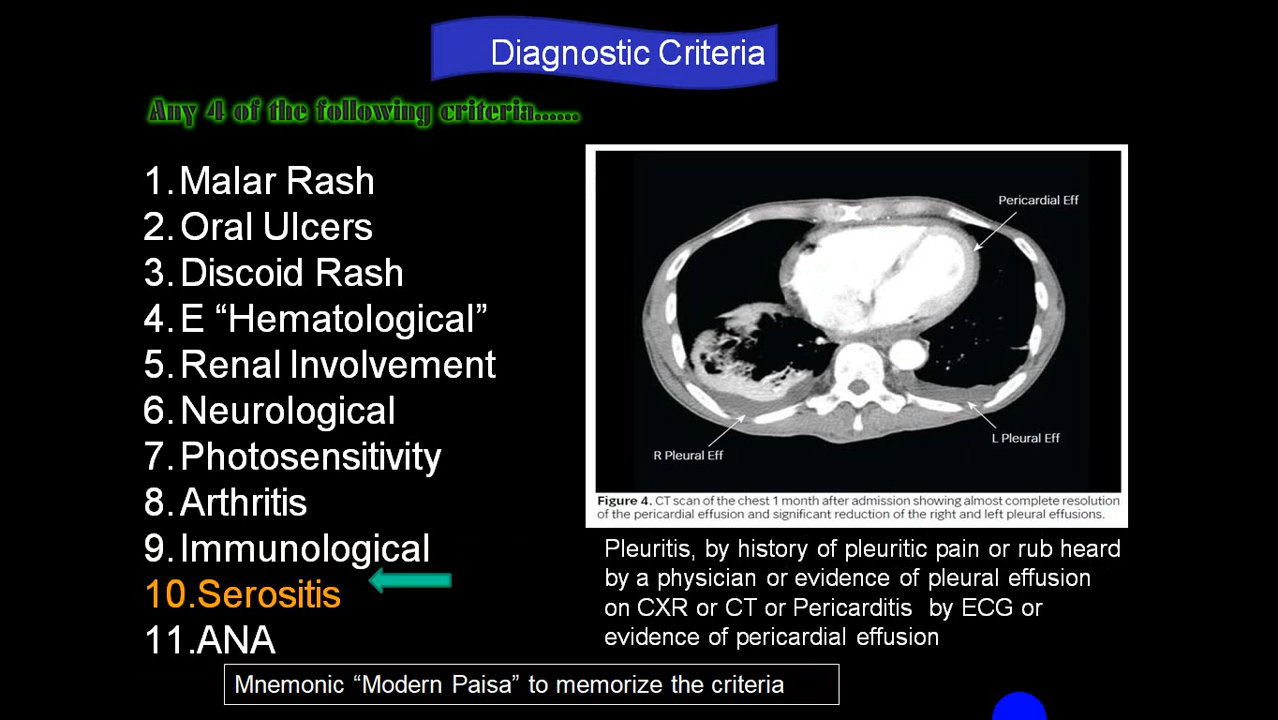 Diagnostic Criteria
Any 4 of the following criteria......
1. Malar Rash
2. Oral Ulcers
3. Discoid Rash
4. E “Hematological”
5. Renal Involvement
6. Neurological
7. Photosensitivity
8. Arthritis
9. Immunological
10.Serositis
11.ANA
Pericardial Eff
L Pleural Eff
R Pleural Eff
Figure 4. CT scan of the chest 1 month after admission showing almost complete resolution
of the pericardial effusion and significant reduction of the right and left pleural effusions.
Pleuritis, by history of pleuritic pain or rub heard
by a physician or evidence of pleural effusion
on CXR or CT or Pericarditis by ECG or
evidence of pericardial effusion
Mnemonic “Modern Paisa” to memorize the criteria